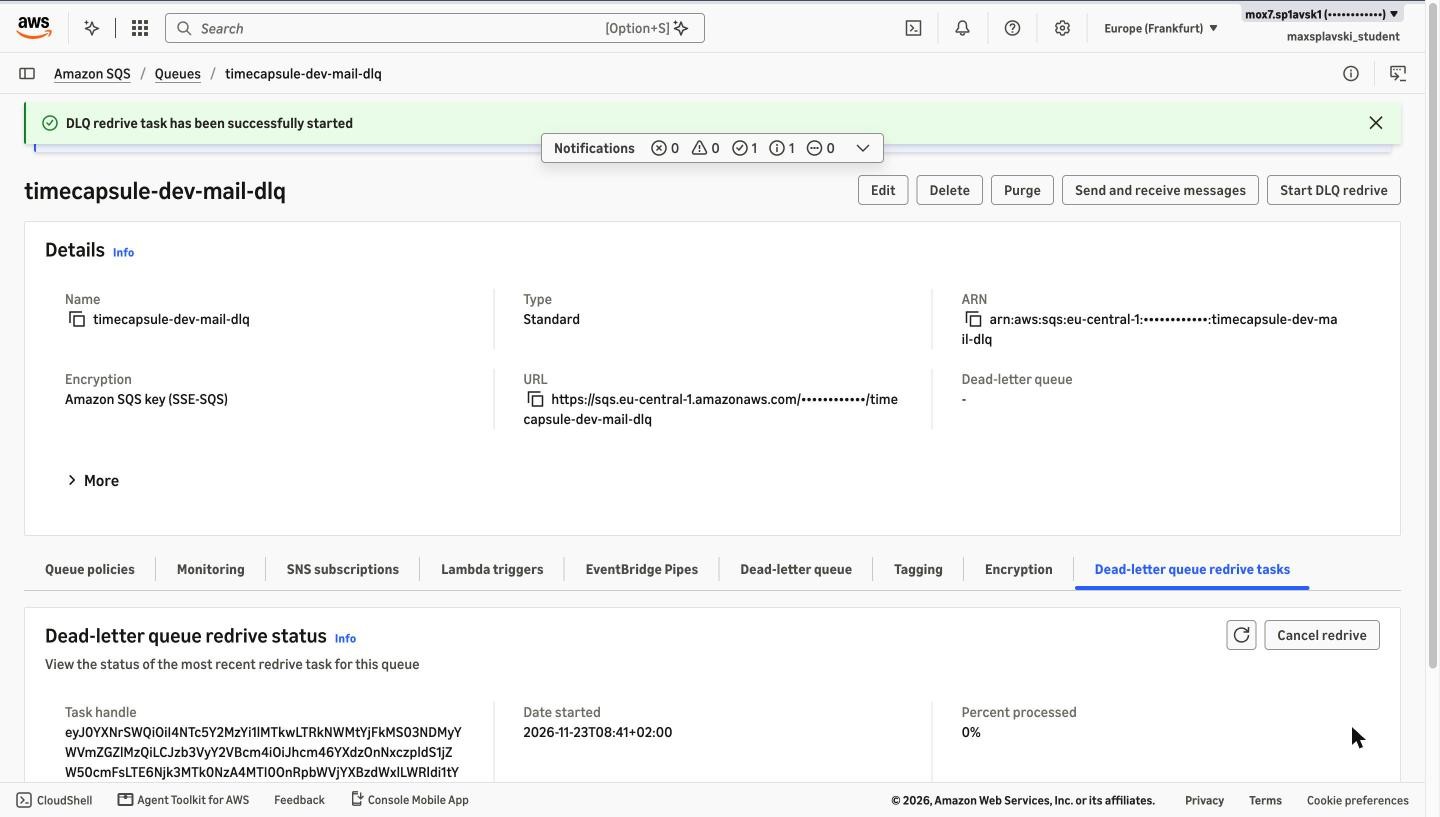 aws
Search [Option+S]
Europe (Frankfurt)
mox7.sp1avsk1 (••••••••••••)
maxsplavski_student
Amazon SQS / Queues / timecapsule-dev-mail-dlq
DLQ redrive task has been successfully started
Notifications 0 0 1 1 0
timecapsule-dev-mail-dlq
Edit Delete Purge Send and receive messages Start DLQ redrive
Details Info
Name
timecapsule-dev-mail-dlq
Type
Standard
ARN
arn:aws:sqs:eu-central-1:••••••••••••:timecapsule-dev-ma
il-dlq
Encryption
Amazon SQS key (SSE-SQS)
URL
https://sqs.eu-central-1.amazonaws.com/••••••••••••/time
capsule-dev-mail-dlq
Dead-letter queue
-
More
Queue policies Monitoring SNS subscriptions Lambda triggers EventBridge Pipes Dead-letter queue Tagging Encryption Dead-letter queue redrive tasks
Dead-letter queue redrive status Info
Cancel redrive
View the status of the most recent redrive task for this queue
Task handle
Date started
2026-11-23T08:41+02:00
Percent processed
0%
CloudShell Agent Toolkit for AWS Feedback Console Mobile App
© 2026, Amazon Web Services, Inc. or its affiliates. Privacy Terms Cookie preferences